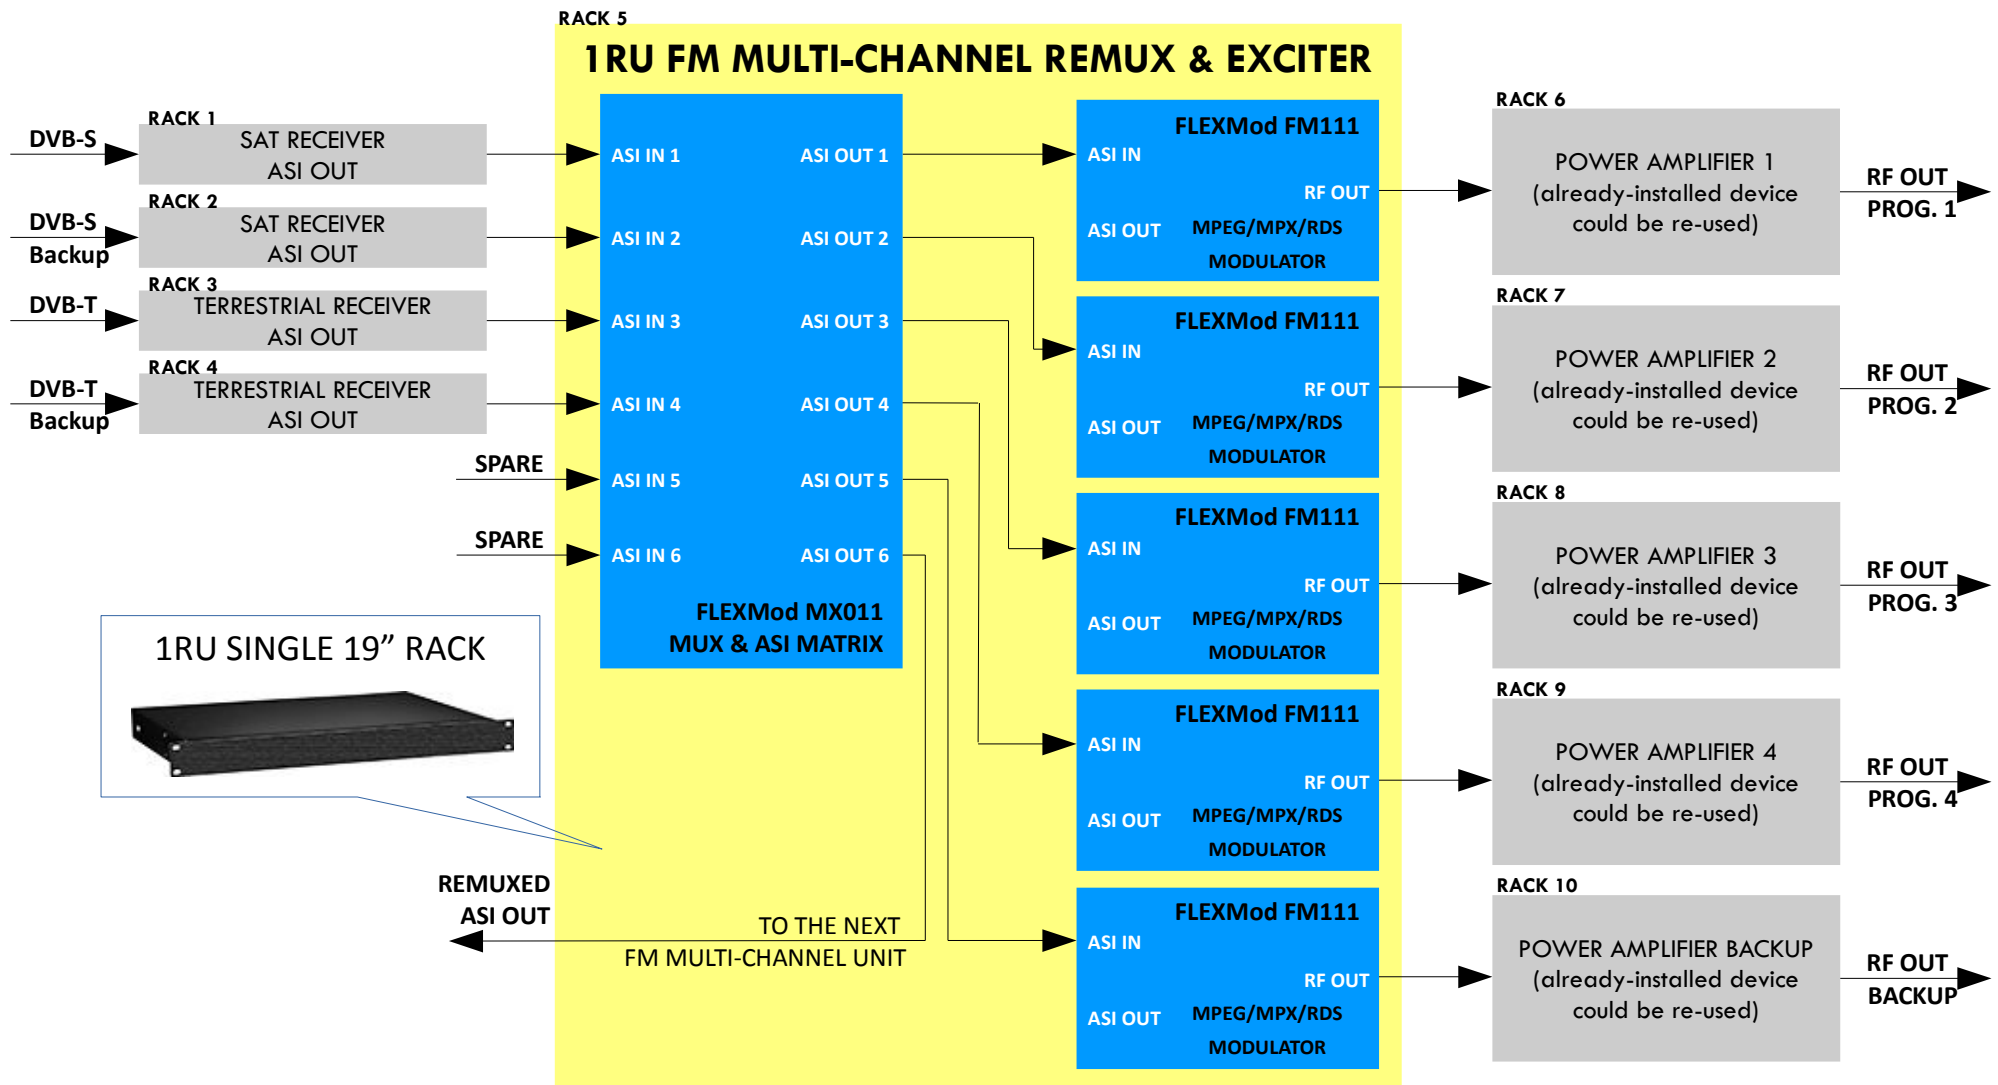 RACK 5
1RU FM MULTI-CHANNEL REMUX & EXCITER
DVB-S
RACK 1
SAT RECEIVER
ASI OUT
DVB-S
Backup
RACK 2
SAT RECEIVER
ASI OUT
DVB-T
RACK 3
TERRESTRIAL RECEIVER
ASI OUT
DVB-T
Backup
RACK 4
TERRESTRIAL RECEIVER
ASI OUT
SPARE
SPARE
ASI IN 1
ASI OUT 1
ASI IN 2
ASI OUT 2
ASI IN 3
ASI OUT 3
ASI IN 4
ASI OUT 4
ASI IN 5
ASI OUT 5
ASI IN 6
ASI OUT 6
FLEXMod MX011
MUX & ASI MATRIX
1RU SINGLE 19” RACK
REMUXED
ASI OUT
TO THE NEXT
FM MULTI-CHANNEL UNIT
FLEXMod FM111
ASI IN
RF OUT
ASI OUT
MPEG/MPX/RDS
MODULATOR
FLEXMod FM111
ASI IN
RF OUT
ASI OUT
MPEG/MPX/RDS
MODULATOR
FLEXMod FM111
ASI IN
RF OUT
ASI OUT
MPEG/MPX/RDS
MODULATOR
FLEXMod FM111
ASI IN
RF OUT
ASI OUT
MPEG/MPX/RDS
MODULATOR
FLEXMod FM111
ASI IN
RF OUT
ASI OUT
MPEG/MPX/RDS
MODULATOR
RACK 6
POWER AMPLIFIER 1
(already-installed device
could be re-used)
RF OUT
PROG. 1
RACK 7
POWER AMPLIFIER 2
(already-installed device
could be re-used)
RF OUT
PROG. 2
RACK 8
POWER AMPLIFIER 3
(already-installed device
could be re-used)
RF OUT
PROG. 3
RACK 9
POWER AMPLIFIER 4
(already-installed device
could be re-used)
RF OUT
PROG. 4
RACK 10
POWER AMPLIFIER BACKUP
(already-installed device
could be re-used)
RF OUT
BACKUP